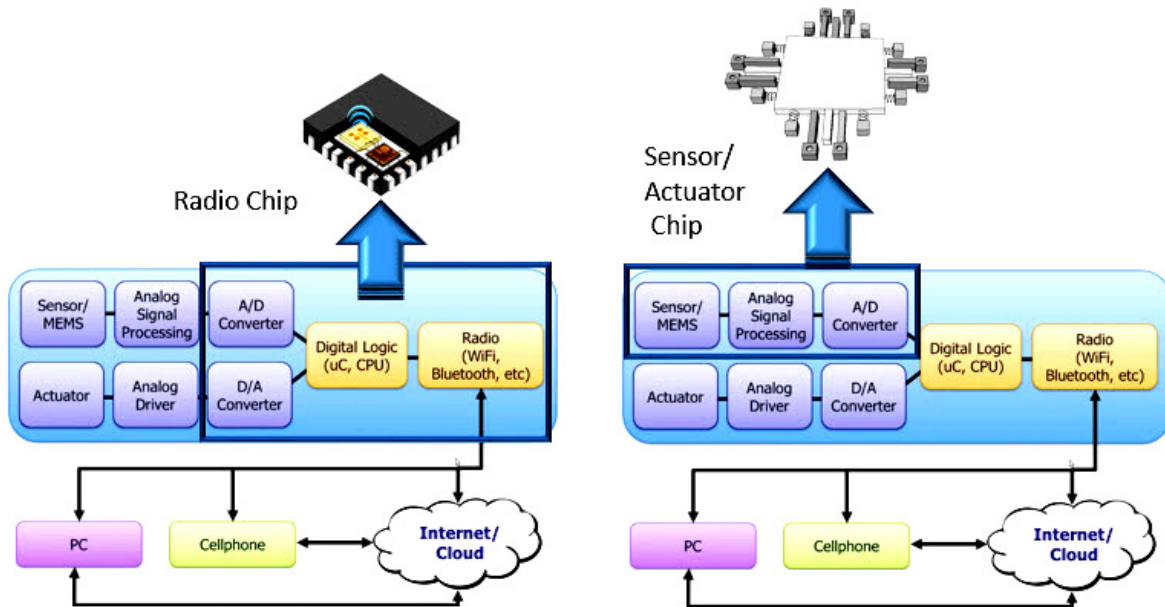 Radio Chip
Sensor/
MEMS
Analog
Signal
Processing
A/D
Converter
Digital Logic
(uC, CPU)
Radio
(WiFi,
Bluetooth, etc)
Actuator
Analog
Driver
D/A
Converter
PC
Cellphone
Internet/
Cloud
Sensor/
Actuator
Chip
Sensor/
MEMS
Analog
Signal
Processing
A/D
Converter
Digital Logic
(uC, CPU)
Radio
(WiFi,
Bluetooth, etc)
Actuator
Analog
Driver
D/A
Converter
PC
Cellphone
Internet/
Cloud